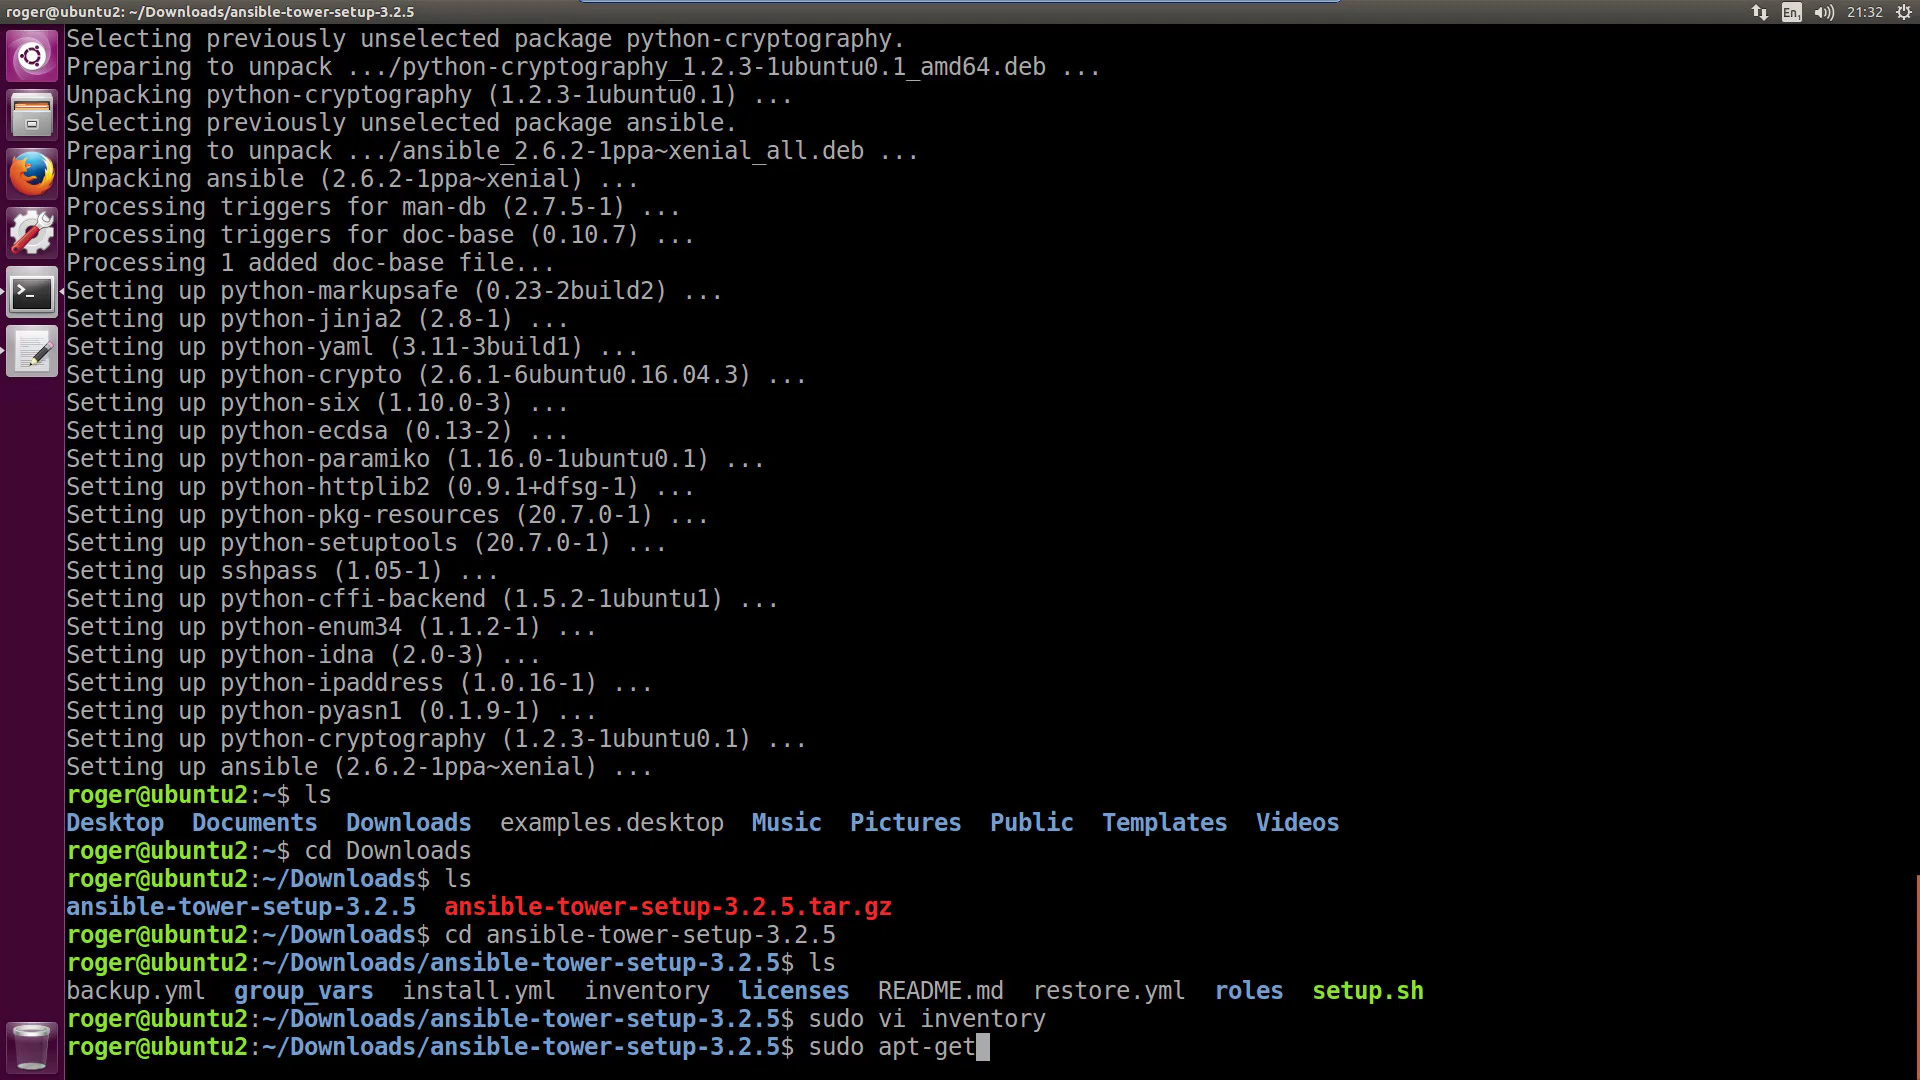 roger@ubuntu2: ~/Downloads/ansible-tower-setup-3.2.5
En1 21:32
Selecting previously unselected package python-cryptography.
Preparing to unpack .../python-cryptography_1.2.3-1ubuntu0.1_amd64.deb ...
Unpacking python-cryptography (1.2.3-1ubuntu0.1) ...
Selecting previously unselected package ansible.
Preparing to unpack .../ansible_2.6.2-1ppa~xenial_all.deb ...
Unpacking ansible (2.6.2-1ppa~xenial) ...
Processing triggers for man-db (2.7.5-1) ...
Processing triggers for doc-base (0.10.7) ...
Processing 1 added doc-base file...
Setting up python-markupsafe (0.23-2build2) ...
Setting up python-jinja2 (2.8-1) ...
Setting up python-yaml (3.11-3build1) ...
Setting up python-crypto (2.6.1-6ubuntu0.16.04.3) ...
Setting up python-six (1.10.0-3) ...
Setting up python-ecdsa (0.13-2) ...
Setting up python-paramiko (1.16.0-1ubuntu0.1) ...
Setting up python-httplib2 (0.9.1+dfsg-1) ...
Setting up python-pkg-resources (20.7.0-1) ...
Setting up python-setuptools (20.7.0-1) ...
Setting up sshpass (1.05-1) ...
Setting up python-cffi-backend (1.5.2-1ubuntu1) ...
Setting up python-enum34 (1.1.2-1) ...
Setting up python-idna (2.0-3) ...
Setting up python-ipaddress (1.0.16-1) ...
Setting up python-pyasn1 (0.1.9-1) ...
Setting up python-cryptography (1.2.3-1ubuntu0.1) ...
Setting up ansible (2.6.2-1ppa~xenial) ...
roger@ubuntu2:~$ ls
Desktop Documents Downloads examples.desktop Music Pictures Public Templates Videos
roger@ubuntu2:~$ cd Downloads
roger@ubuntu2:~/Downloads$ ls
ansible-tower-setup-3.2.5 ansible-tower-setup-3.2.5.tar.gz
roger@ubuntu2:~/Downloads$ cd ansible-tower-setup-3.2.5
roger@ubuntu2:~/Downloads/ansible-tower-setup-3.2.5$ ls
backup.yml group_vars install.yml inventory licenses README.md restore.yml roles setup.sh
roger@ubuntu2:~/Downloads/ansible-tower-setup-3.2.5$ sudo vi inventory
roger@ubuntu2:~/Downloads/ansible-tower-setup-3.2.5$ sudo apt-get